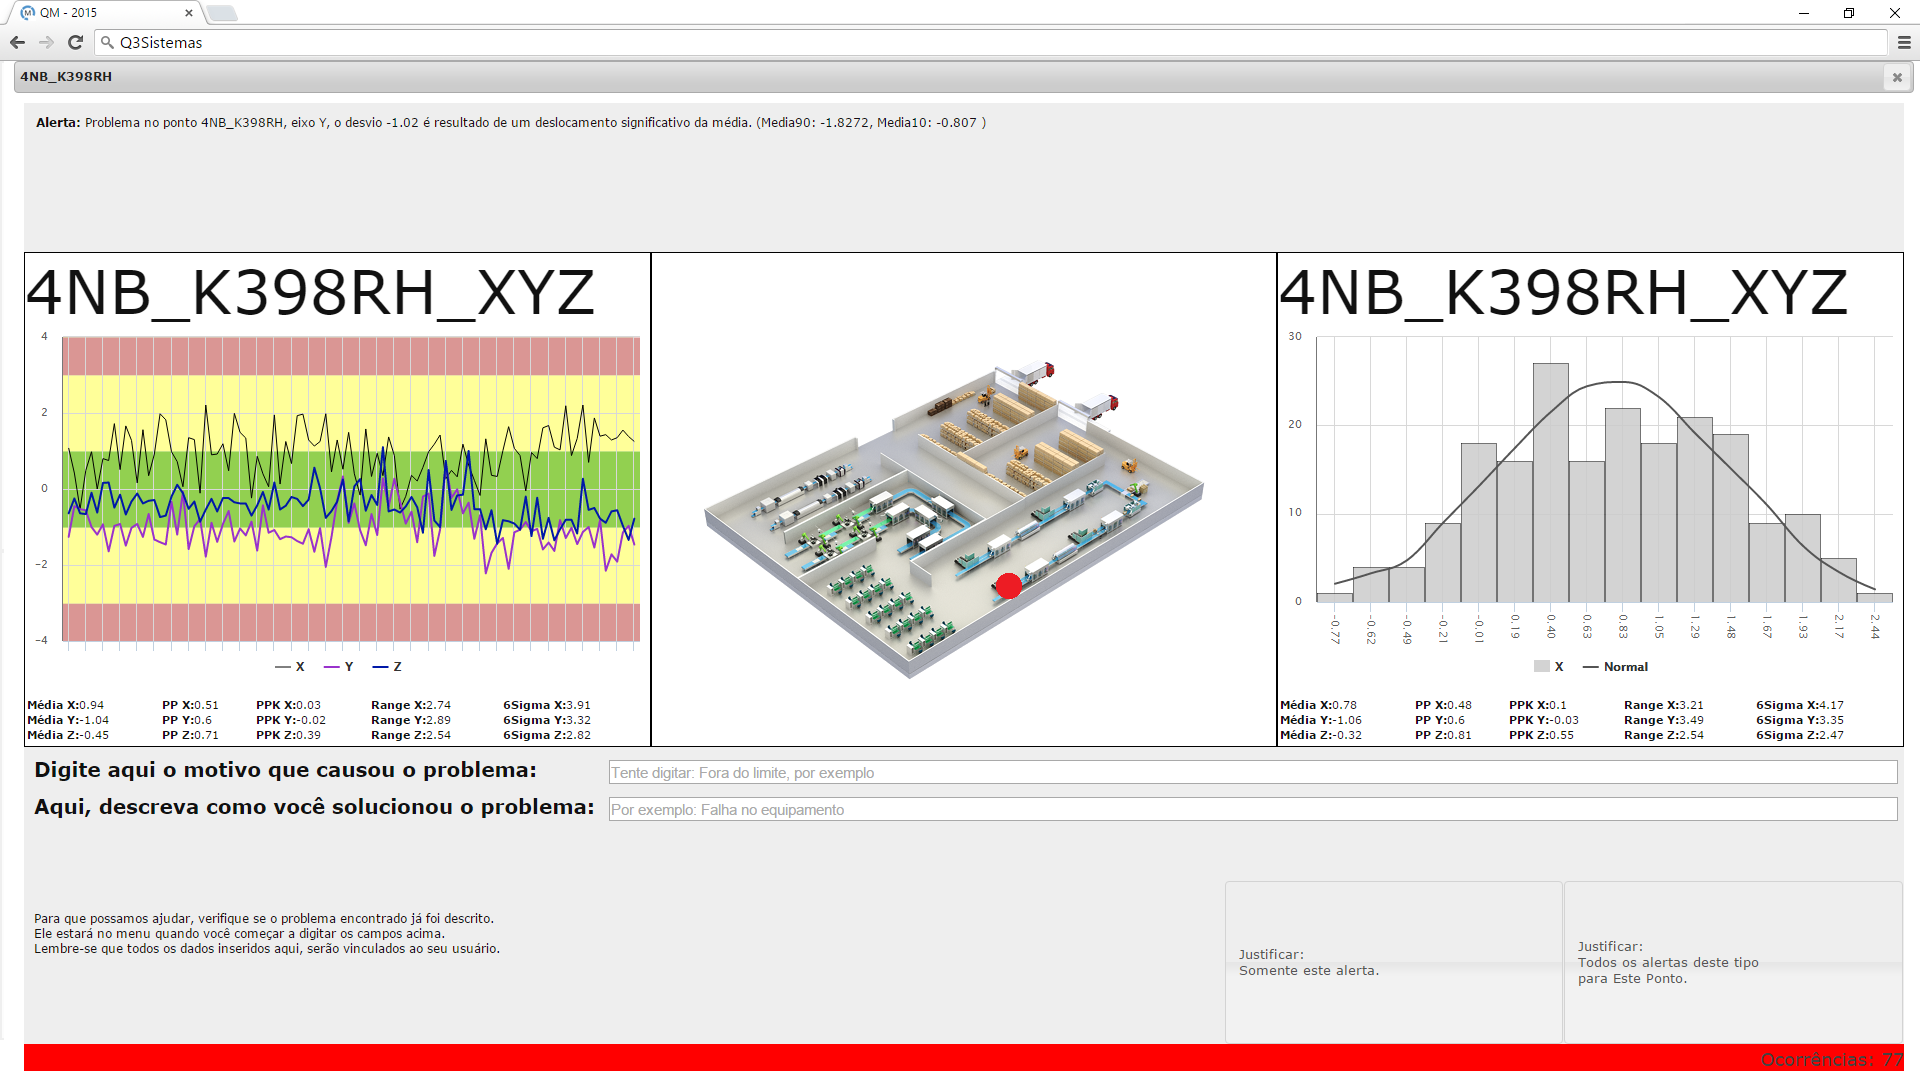 QM - 2015
Q3Sistemas
4NB_K398RH
Alerta: Problema no ponto 4NB_K398RH, eixo Y, o desvio -1.02 é resultado de um deslocamento significativo da média. (Media90: -1.8272, Media10: -0.807 )
4NB_K398RH_XYZ
4
2
0
-2
-4
X Y Z
Média X:0.94 PP X:0.51 PPK X:0.03 Range X:2.74 6Sigma X:3.91
Média Y:-1.04 PP Y:0.6 PPK Y:-0.02 Range Y:2.89 6Sigma Y:3.32
Média Z:-0.45 PP Z:0.71 PPK Z:0.39 Range Z:2.54 6Sigma Z:2.82
4NB_K398RH_XYZ
30
20
10
0
-0.77 -0.62 -0.49 -0.21 -0.01 0.19 0.40 0.63 0.83 1.05 1.29 1.48 1.67 1.93 2.17 2.44
X Normal
Média X:0.78 PP X:0.48 PPK X:0.1 Range X:3.21 6Sigma X:4.17
Média Y:-1.06 PP Y:0.6 PPK Y:-0.03 Range Y:3.49 6Sigma Y:3.35
Média Z:-0.32 PP Z:0.81 PPK Z:0.55 Range Z:2.54 6Sigma Z:2.47
Digite aqui o motivo que causou o problema: Tente digitar: Fora do limite, por exemplo
Aqui, descreva como você solucionou o problema: Por exemplo: Falha no equipamento
Para que possamos ajudar, verifique se o problema encontrado já foi descrito.
Ele estará no menu quando você começar a digitar os campos acima.
Lembre-se que todos os dados inseridos aqui, serão vinculados ao seu usuário.
Justificar:
Somente este alerta.
Justificar:
Todos os alertas deste tipo
para Este Ponto.
Ocorrências: 77